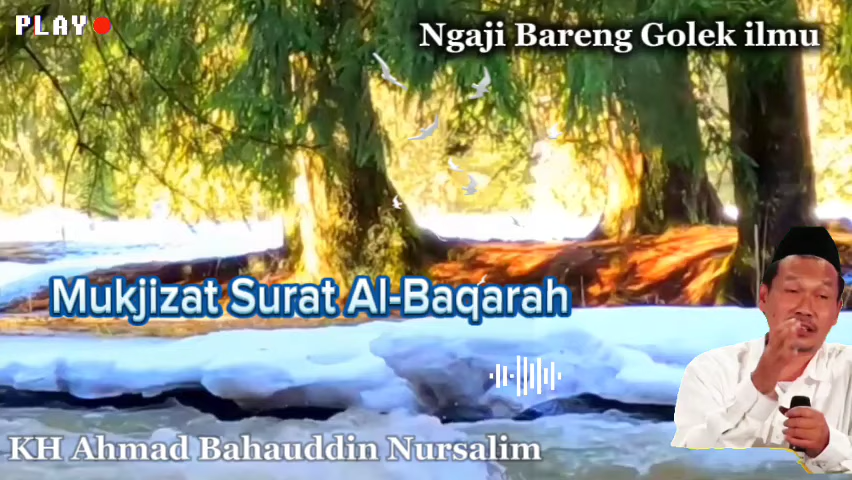 PLAY
Ngaji Bareng Golek ilmu
Mukjizat Surat Al-Baqarah
KH Ahmad Bahauddin Nursalim